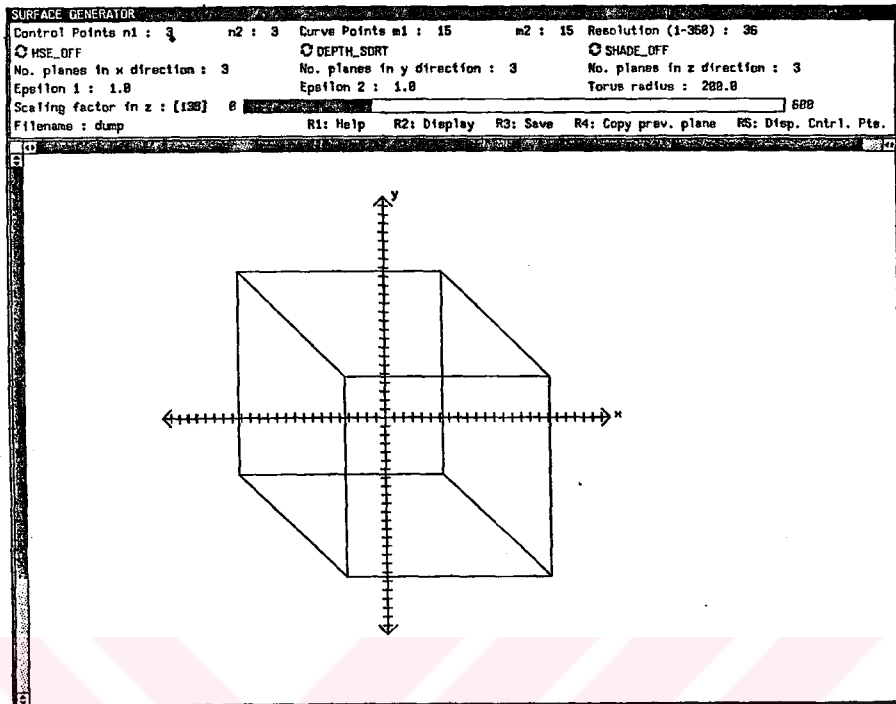 SURFACE GENERATOR
Control Points n1 : 3 n2 : 3 Curve Points m1 : 15 m2 : 15 Resolution (1-360) : 36
HSE_OFF DEPTH_SORT SHADE_OFF
No. planes in x direction : 3 No. planes in y direction : 3 No. planes in z direction : 3
Epsilon 1 : 1.0 Epsilon 2 : 1.0 Torus radius : 200.0
Scaling factor in z : [138] 0 600
Filename : dump R1: Help R2: Display R3: Save R4: Copy prev. plane R5: Disp. Cntrl. Pts.
y
x